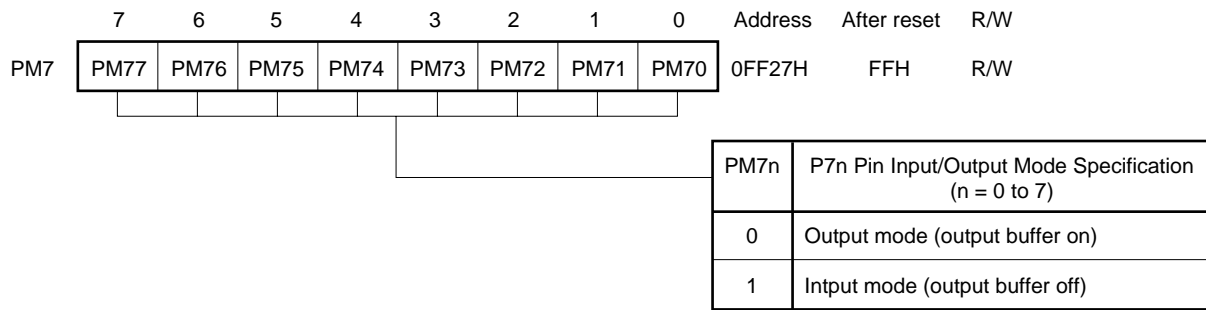 7 6 5 4 3 2 1 0 Address After reset R/W
PM7 PM77 PM76 PM75 PM74 PM73 PM72 PM71 PM70 0FF27H FFH R/W
PM7n P7n Pin Input/Output Mode Specification
(n = 0 to 7)
0 Output mode (output buffer on)
1 Intput mode (output buffer off)